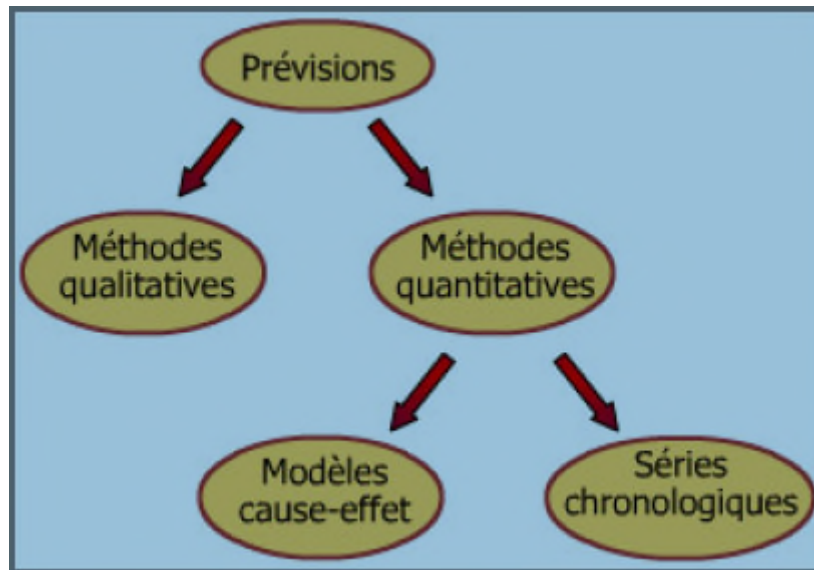 Prévisions
Méthodes
qualitatives
Méthodes
quantitatives
Modèles
cause-effet
Séries
chronologiques